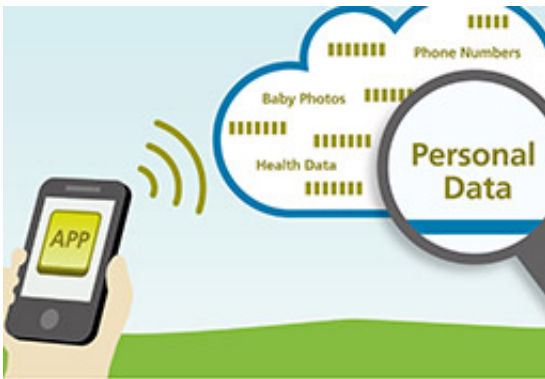 Phone Numbers
Baby Photos
Health Data
Personal
Data
APP